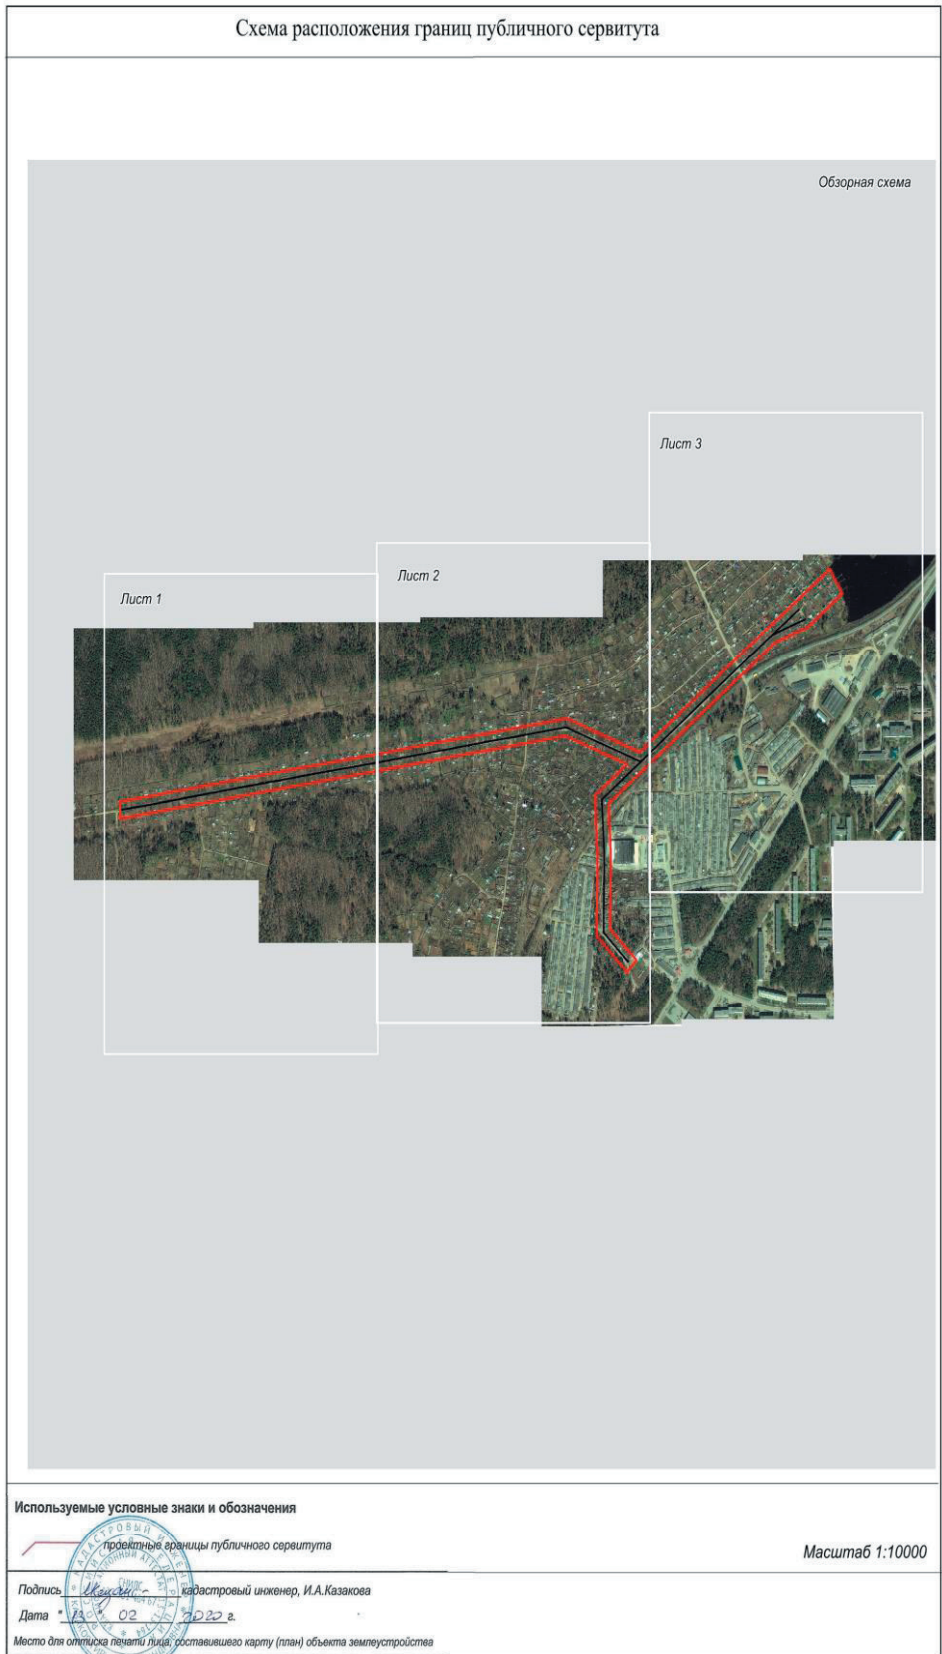 Схема расположения границ публичного сервитута
Обзорная схема
Лист 3
Лист 2
Лист 1
Используемые условные знаки и обозначения
проектные границы публичного сервитута
Масштаб 1:10000
Подпись кадастровый инженер, И.А.Казакова
Дата " 13 " 02 2020 г.
Место для оттиска печати лица, составившего карту (план) объекта землеустройства